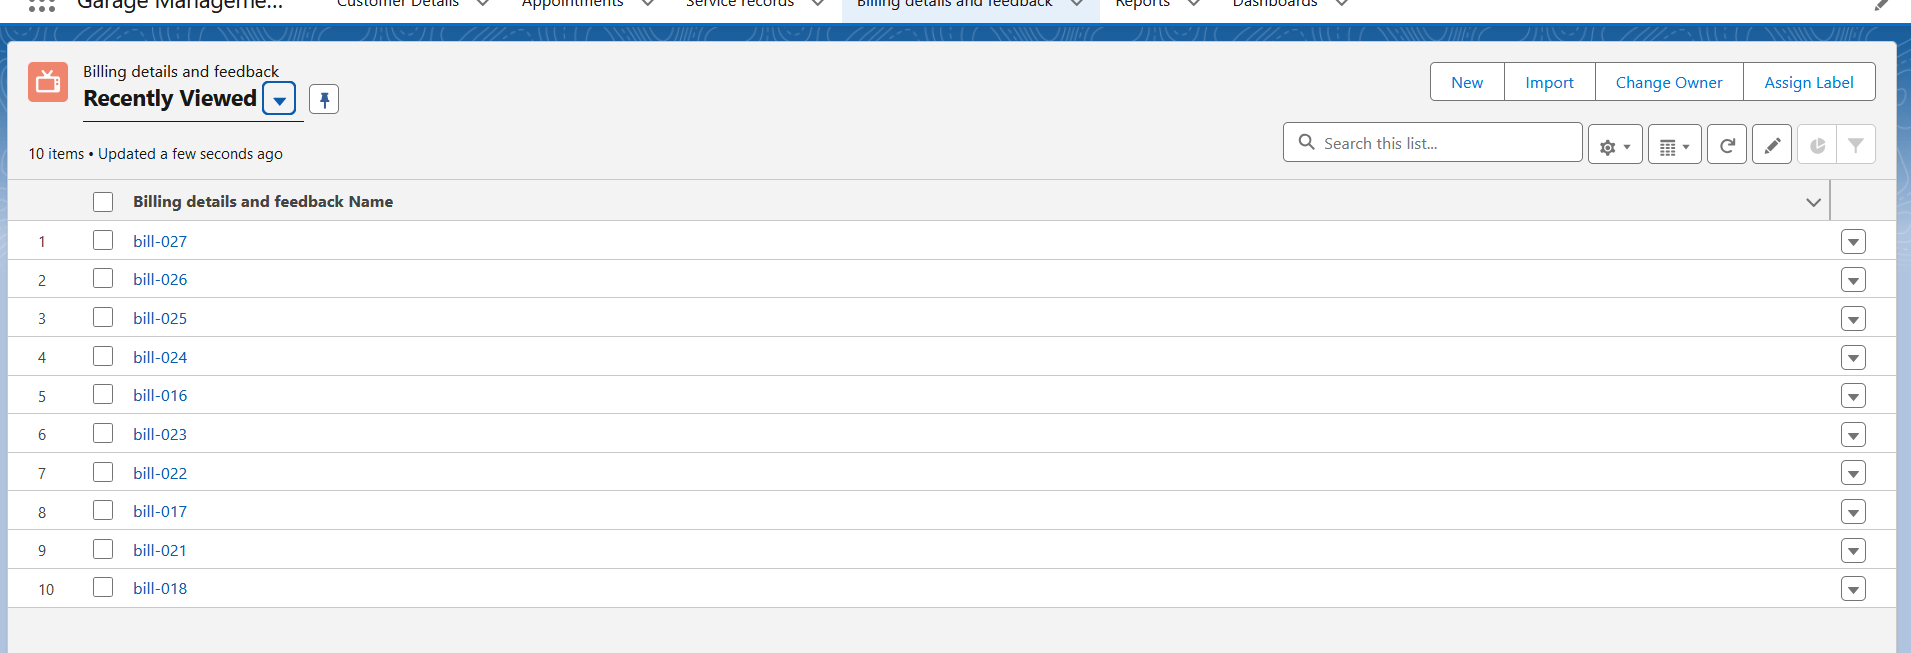 Garage Manageme...
Customer Details
Appointments
Service records
Billing details and feedback
Reports
Dashboards
Billing details and feedback
Recently Viewed
New
Import
Change Owner
Assign Label
10 items • Updated a few seconds ago
Search this list...
Billing details and feedback Name
1 bill-027
2 bill-026
3 bill-025
4 bill-024
5 bill-016
6 bill-023
7 bill-022
8 bill-017
9 bill-021
10 bill-018